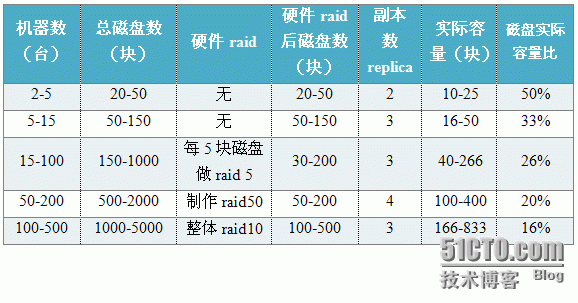 机器数（台） 总磁盘数（块） 硬件 raid 硬件 raid 后磁盘数（块） 副本数 replica 实际容量（块） 磁盘实际容量比
2-5 20-50 无 20-50 2 10-25 50%
5-15 50-150 无 50-150 3 16-50 33%
15-100 150-1000 每 5 块磁盘做 raid 5 30-200 3 40-266 26%
50-200 500-2000 制作 raid50 50-200 4 100-400 20%
100-500 1000-5000 整体 raid10 100-500 3 166-833 16%
51CTO.com
技术博客 Blog